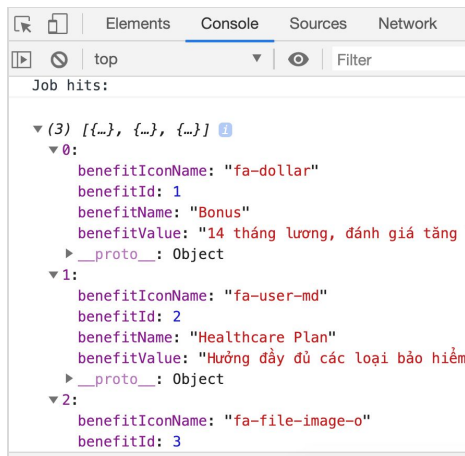 Elements Console Sources Network
top Filter
Job hits:
(3) [{…}, {…}, {…}] i
0:
benefitIconName: "fa-dollar"
benefitId: 1
benefitName: "Bonus"
benefitValue: "14 tháng lương, đánh giá tăng
__proto__: Object
1:
benefitIconName: "fa-user-md"
benefitId: 2
benefitName: "Healthcare Plan"
benefitValue: "Hưởng đầy đủ các loại bảo hiểm
__proto__: Object
2:
benefitIconName: "fa-file-image-o"
benefitId: 3